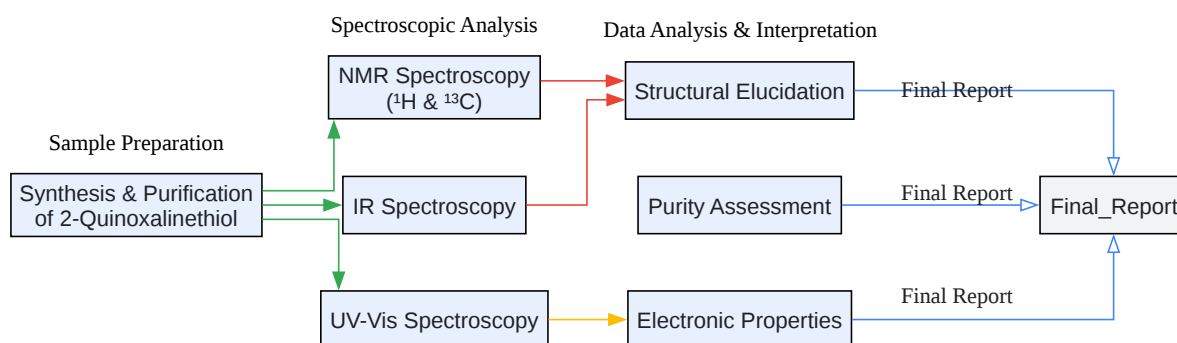 Spectroscopic Analysis
Data Analysis & Interpretation
NMR Spectroscopy
(¹H & ¹³C)
Structural Elucidation
Final Report
Sample Preparation
Synthesis & Purification
of 2-Quinoxalinethiol
IR Spectroscopy
Purity Assessment
Final Report
Final_Report
UV-Vis Spectroscopy
Electronic Properties
Final Report